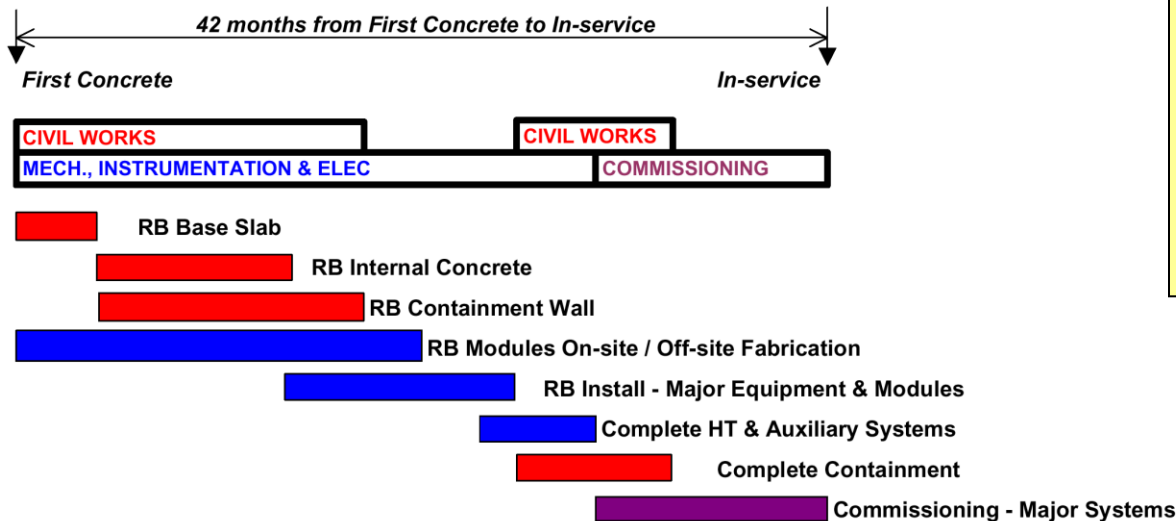 42 months from First Concrete to In-service
First Concrete
In-service
CIVIL WORKS
CIVIL WORKS
MECH., INSTRUMENTATION & ELEC
COMMISSIONING
RB Base Slab
RB Internal Concrete
RB Containment Wall
RB Modules On-site / Off-site Fabrication
RB Install - Major Equipment & Modules
Complete HT & Auxiliary Systems
Complete Containment
Commissioning - Major Systems